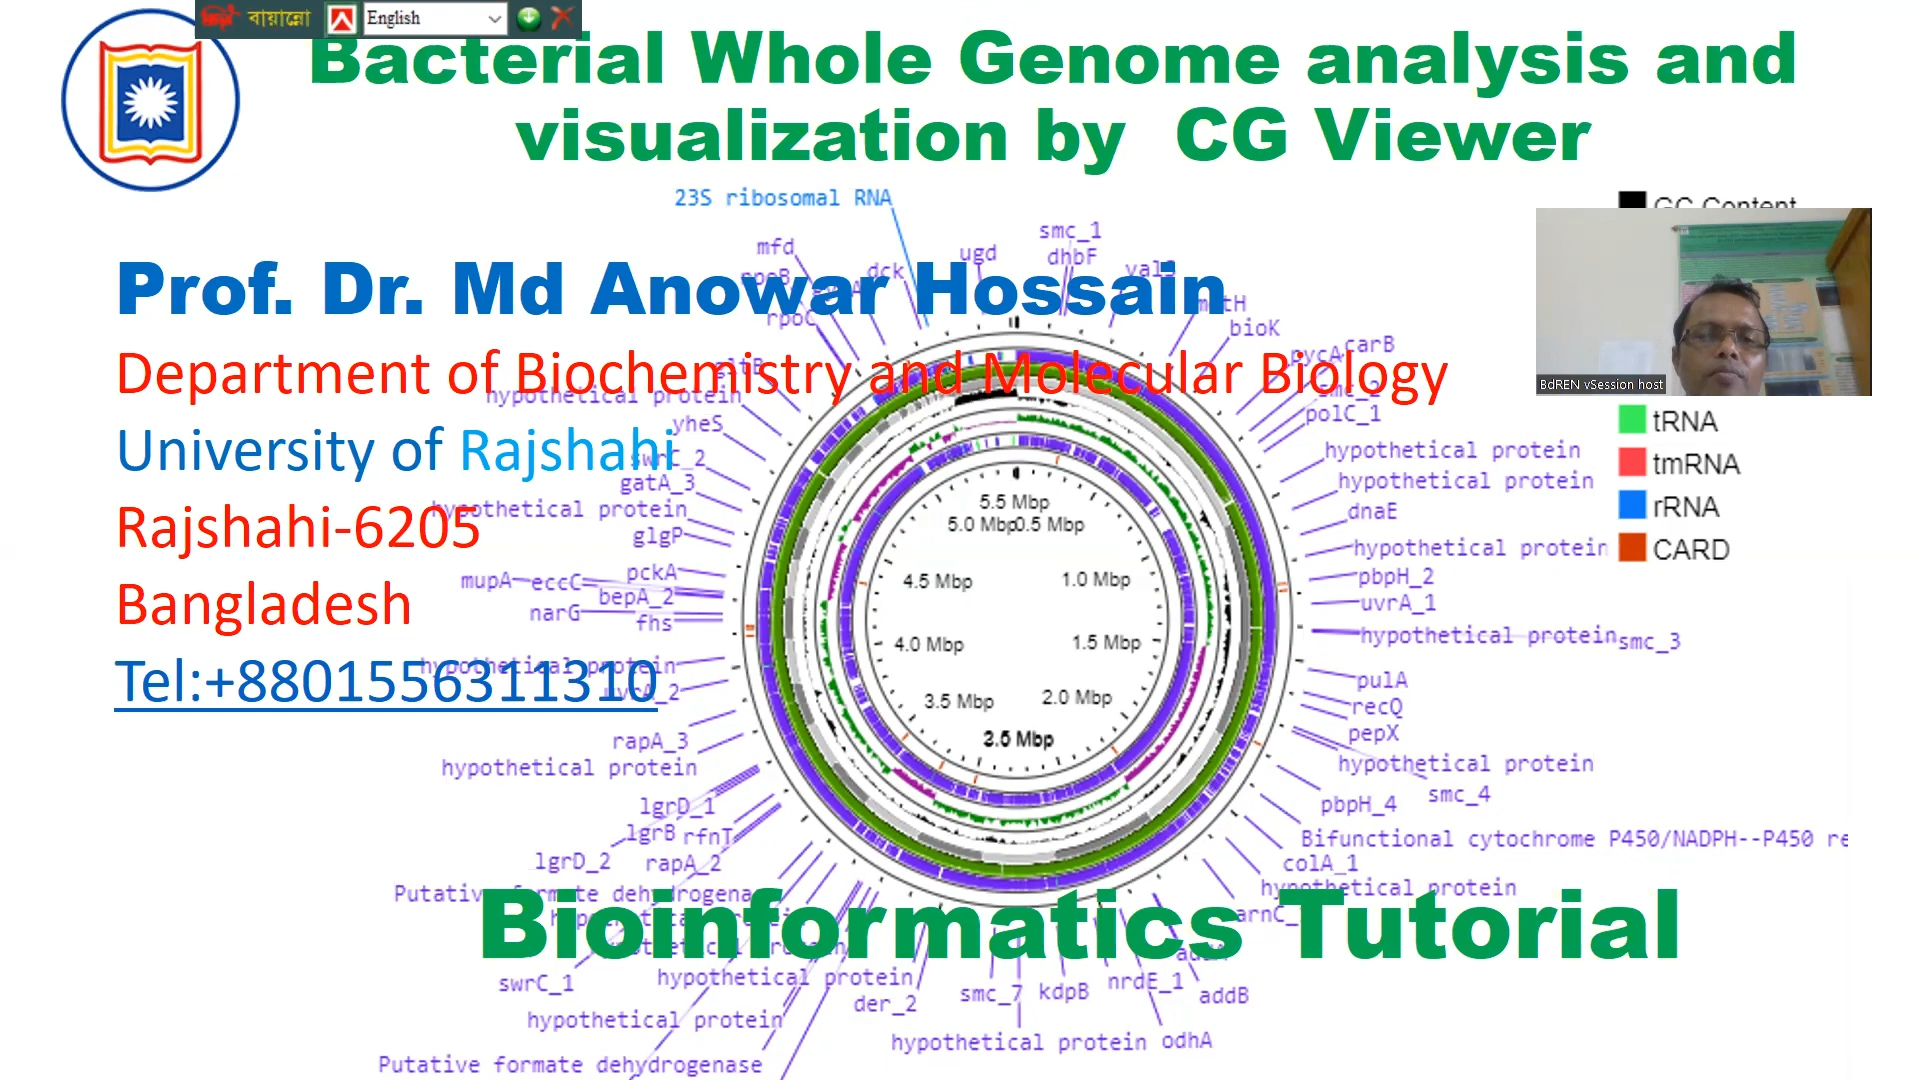 বায়ান্নো English
Bacterial Whole Genome analysis and
visualization by CG Viewer
Prof. Dr. Md Anowar Hossain
Department of Biochemistry and Molecular Biology
University of Rajshahi
Rajshahi-6205
Bangladesh
Tel:+8801556311310
Bioinformatics Tutorial
BdREN vSession host
GC Content
tRNA
tmRNA
rRNA
CARD
23S ribosomal RNA
mfd
rpoB
rpoC
dck
ugd
smc_1
dhbF
valS
metH
bioK
pycA
carB
smc_2
polC_1
hypothetical protein
hypothetical protein
dnaE
hypothetical protein
pbpH_2
uvrA_1
hypothetical protein
smc_3
pulA
recQ
pepX
hypothetical protein
smc_4
pbpH_4
Bifunctional cytochrome P450/NADPH--P450 re
colA_1
hypothetical protein
addB
nrdE_1
odhA
kdpB
smc_7
hypothetical protein
der_2
hypothetical protein
swrC_1
hypothetical protein
Putative formate dehydrogenase
Putative formate dehydrogenas
rapA_2
lgrD_2
lgrB
rfnT
lgrD_1
hypothetical protein
rapA_3
hypothetical protein
fhs
narG
bepA_2
mupA
eccC
pckA
glgP
hypothetical protein
gatA_3
swrC_2
yheS
hypothetical protein
gltB
5.5 Mbp
5.0 Mbp
0.5 Mbp
4.5 Mbp
1.0 Mbp
4.0 Mbp
1.5 Mbp
3.5 Mbp
2.0 Mbp